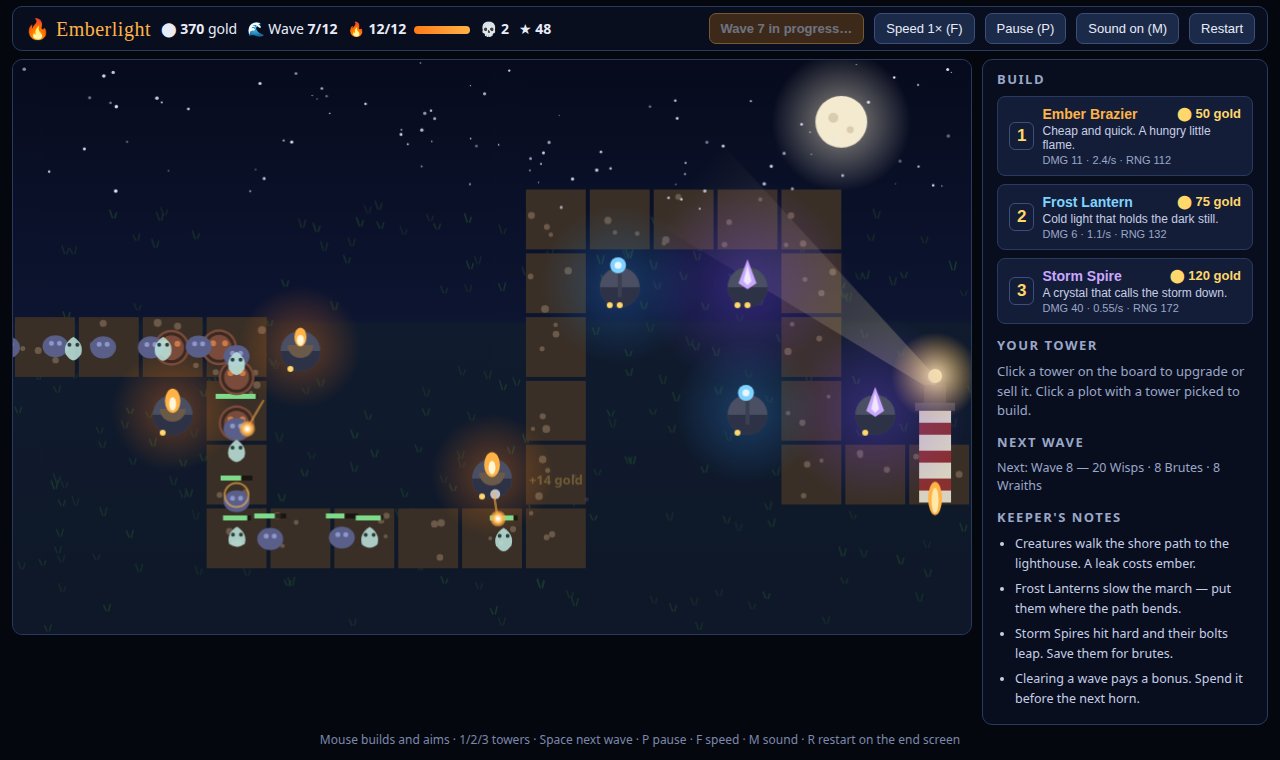 Emberlight 370 gold Wave 7/12 12/12 2 ★ 48 Wave 7 in progress… Speed 1× (F) Pause (P) Sound on (M) Restart
BUILD
1 Ember Brazier 50 gold
Cheap and quick. A hungry little
flame.
DMG 11 · 2.4/s · RNG 112
2 Frost Lantern 75 gold
Cold light that holds the dark still.
DMG 6 · 1.1/s · RNG 132
3 Storm Spire 120 gold
A crystal that calls the storm down.
DMG 40 · 0.55/s · RNG 172
YOUR TOWER
Click a tower on the board to upgrade or
sell it. Click a plot with a tower picked to
build.
NEXT WAVE
Next: Wave 8 — 20 Wisps · 8 Brutes · 8
Wraiths
KEEPER'S NOTES
• Creatures walk the shore path to the
lighthouse. A leak costs ember.
• Frost Lanterns slow the march — put
them where the path bends.
• Storm Spires hit hard and their bolts
leap. Save them for brutes.
• Clearing a wave pays a bonus. Spend it
before the next horn.
+14 gold
Mouse builds and aims · 1/2/3 towers · Space next wave · P pause · F speed · M sound · R restart on the end screen